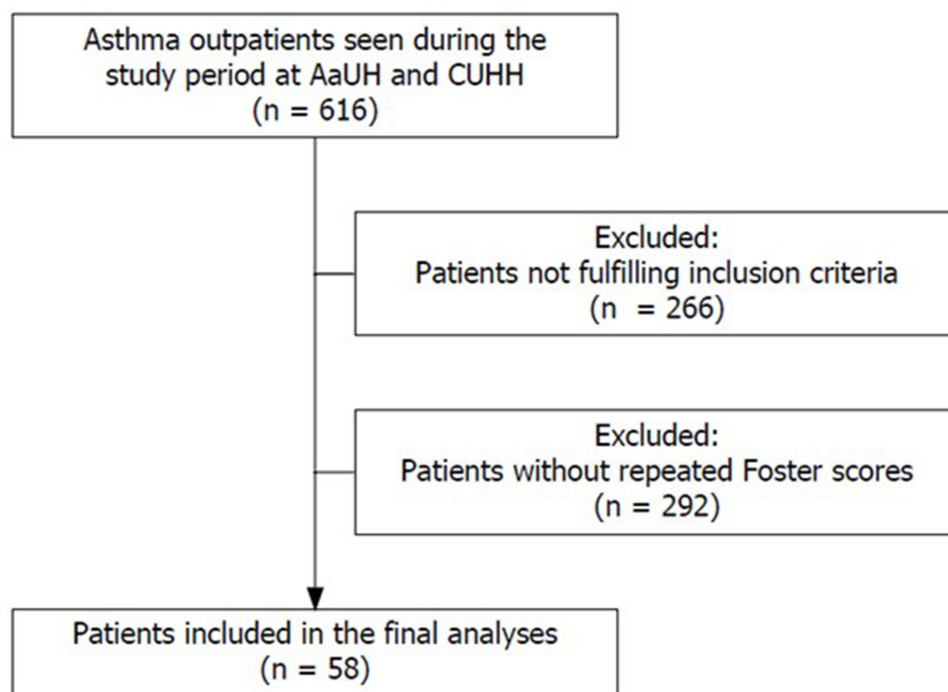 Asthma outpatients seen during the
study period at AaUH and CUHH
(n = 616)
Excluded:
Patients not fulfilling inclusion criteria
(n = 266)
Excluded:
Patients without repeated Foster scores
(n = 292)
Patients included in the final analyses
(n = 58)